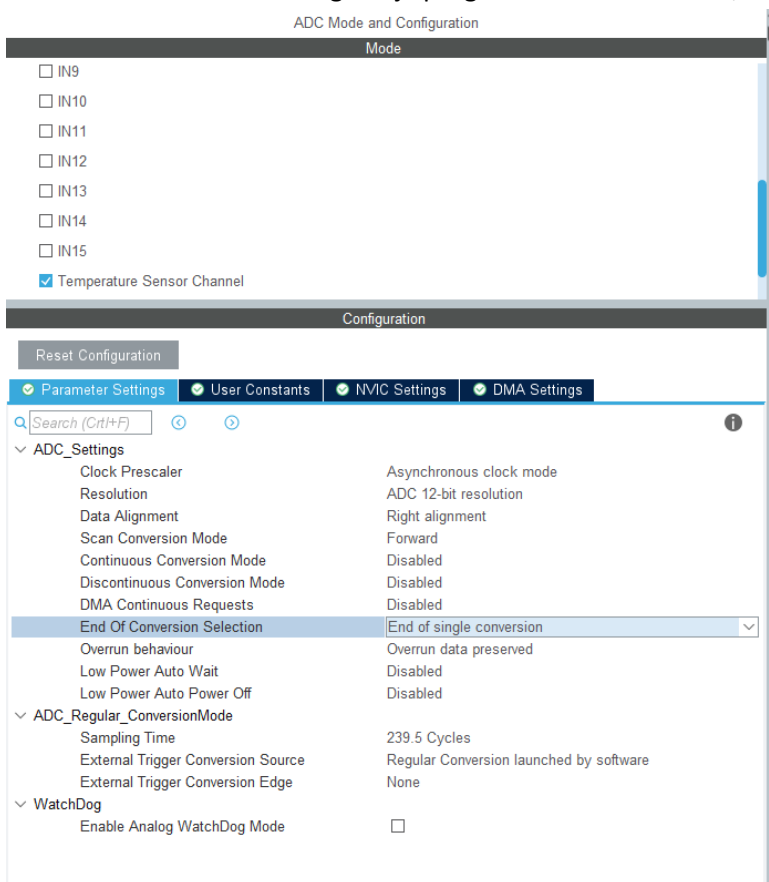 ADC Mode and Configuration
Mode
IN9
IN10
IN11
IN12
IN13
IN14
IN15
Temperature Sensor Channel
Configuration
Reset Configuration
Parameter Settings User Constants NVIC Settings DMA Settings
Search (Crtl+F)
ADC_Settings
Clock Prescaler Asynchronous clock mode
Resolution ADC 12-bit resolution
Data Alignment Right alignment
Scan Conversion Mode Forward
Continuous Conversion Mode Disabled
Discontinuous Conversion Mode Disabled
DMA Continuous Requests Disabled
End Of Conversion Selection End of single conversion
Overrun behaviour Overrun data preserved
Low Power Auto Wait Disabled
Low Power Auto Power Off Disabled
ADC_Regular_ConversionMode
Sampling Time 239.5 Cycles
External Trigger Conversion Source Regular Conversion launched by software
External Trigger Conversion Edge None
WatchDog
Enable Analog WatchDog Mode